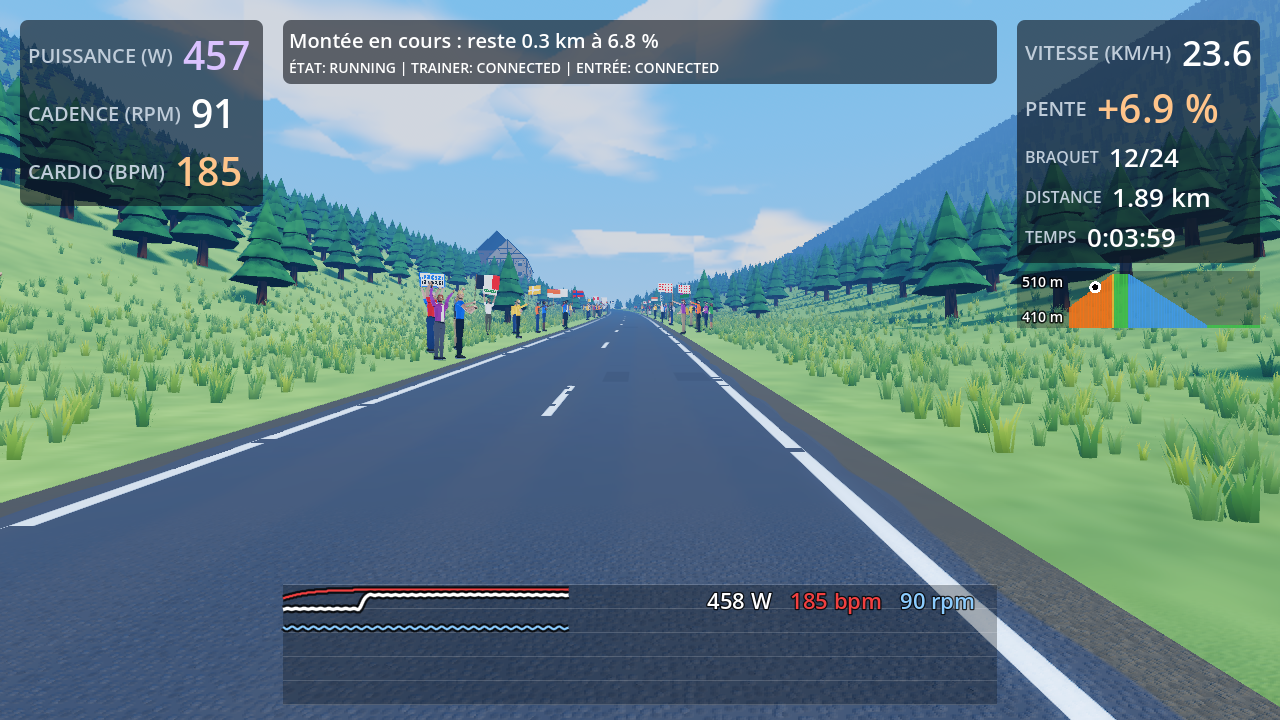 PUISSANCE (W) 457
CADENCE (RPM) 91
CARDIO (BPM) 185
Montée en cours : reste 0.3 km à 6.8 %
ÉTAT: RUNNING | TRAINER: CONNECTED | ENTRÉE: CONNECTED
VITESSE (KM/H) 23.6
PENTE +6.9 %
BRAQUET 12/24
DISTANCE 1.89 km
TEMPS 0:03:59
510 m
410 m
458 W 185 bpm 90 rpm